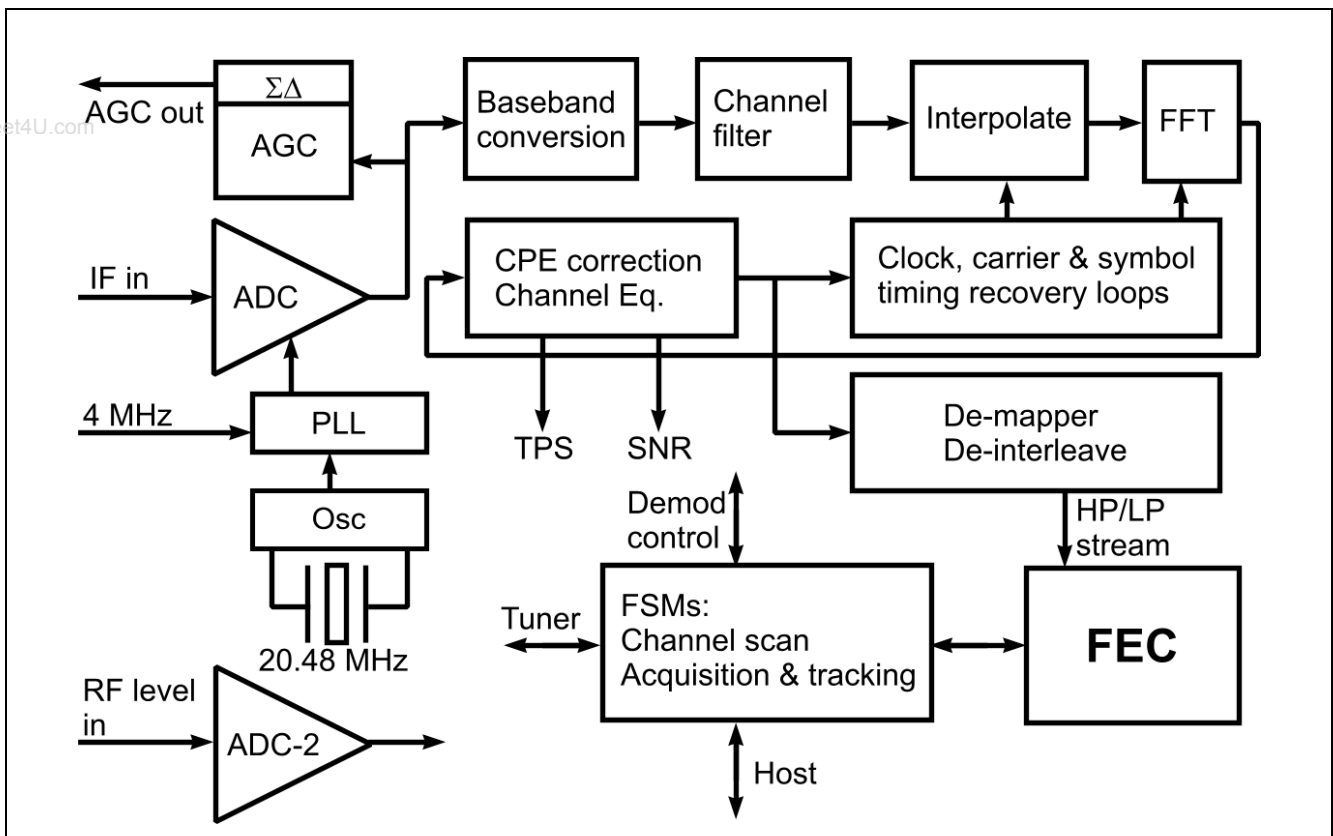 ΣΔ
AGC out
et4U.com
AGC
Baseband
conversion
Channel
filter
Interpolate
FFT
IF in
ADC
CPE correction
Channel Eq.
Clock, carrier & symbol
timing recovery loops
4 MHz
PLL
TPS
SNR
De-mapper
De-interleave
Osc
Demod
control
HP/LP
stream
20.48 MHz
Tuner
FSMs:
Channel scan
Acquisition & tracking
FEC
RF level
in
ADC-2
Host